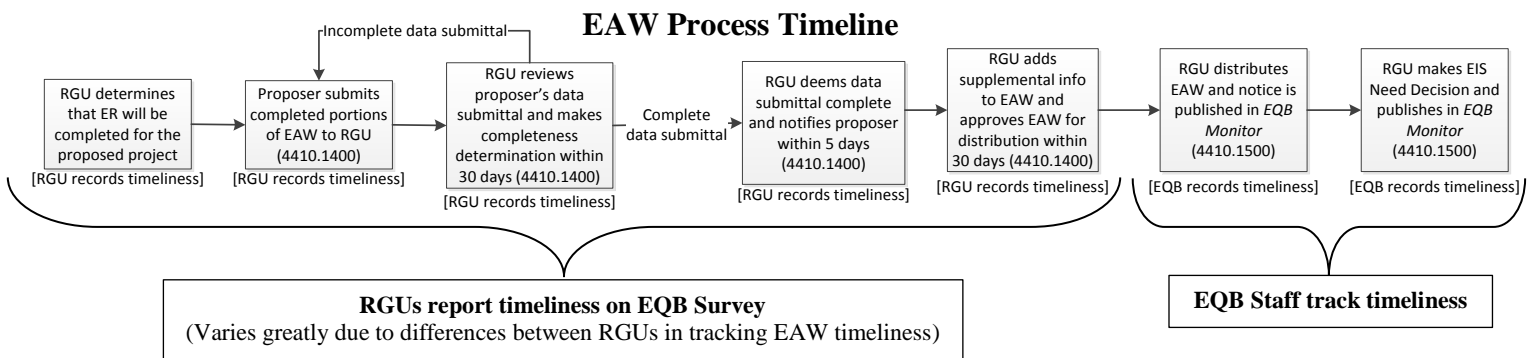 EAW Process Timeline
Incomplete data submittal
RGU determines
that ER will be
completed for the
proposed project
[RGU records timeliness]
Proposer submits
completed portions
of EAW to RGU
(4410.1400)
[RGU records timeliness]
RGU reviews
proposer’s data
submittal and makes
completeness
determination within
30 days (4410.1400)
[RGU records timeliness]
Complete
data submittal
RGU deems data
submittal complete
and notifies proposer
within 5 days
(4410.1400)
[RGU records timeliness]
RGU adds
supplemental info
to EAW and
approves EAW for
distribution within
30 days (4410.1400)
[RGU records timeliness]
RGU distributes
EAW and notice is
published in EQB
Monitor
(4410.1500)
[EQB records timeliness]
RGU makes EIS
Need Decision and
publishes in EQB
Monitor
(4410.1500)
[EQB records timeliness]
RGUs report timeliness on EQB Survey
(Varies greatly due to differences between RGUs in tracking EAW timeliness)
EQB Staff track timeliness